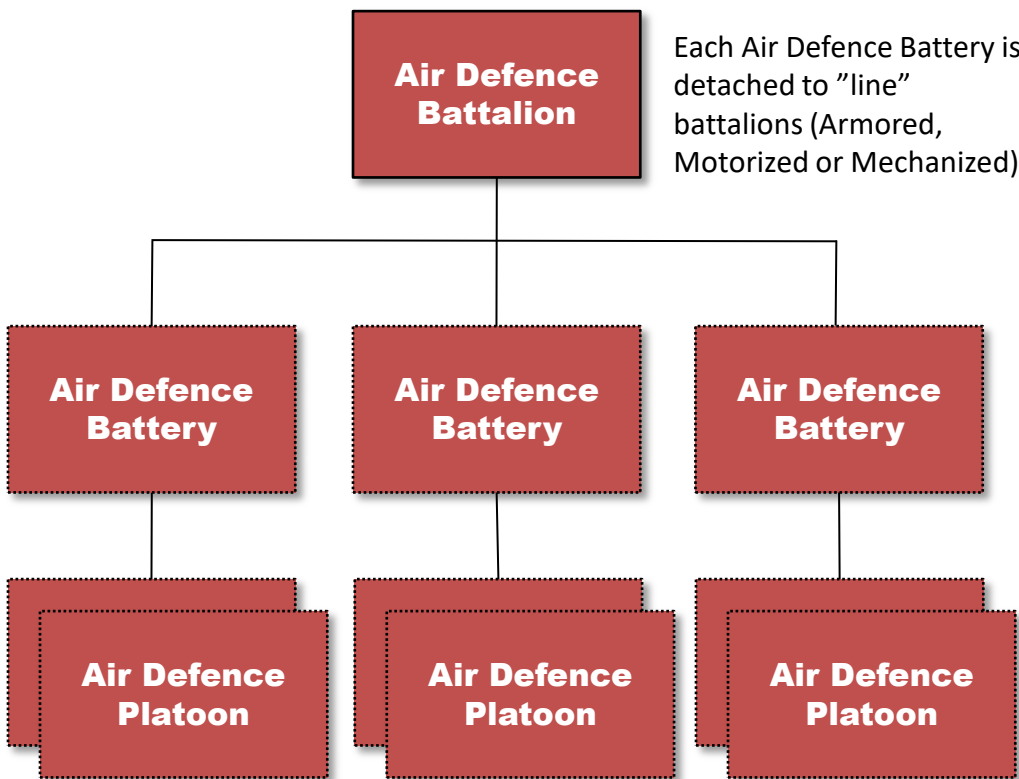 Air Defence
Battalion
Each Air Defence Battery is
detached to ”line”
battalions (Armored,
Motorized or Mechanized)
Air Defence
Battery
Air Defence
Battery
Air Defence
Battery
Air Defence
Platoon
Air Defence
Platoon
Air Defence
Platoon